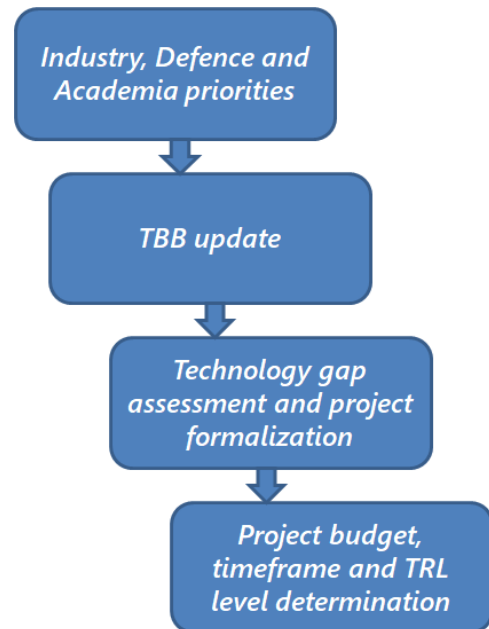 Industry, Defence and
Academia priorities
TBB update
Technology gap
assessment and project
formalization
Project budget,
timeframe and TRL
level determination